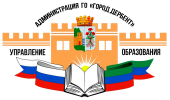 АДМИНИСТРАЦИЯ ГО «ГОРОД ДЕРБЕНТ»
УПРАВЛЕНИЕ ОБРАЗОВАНИЯ